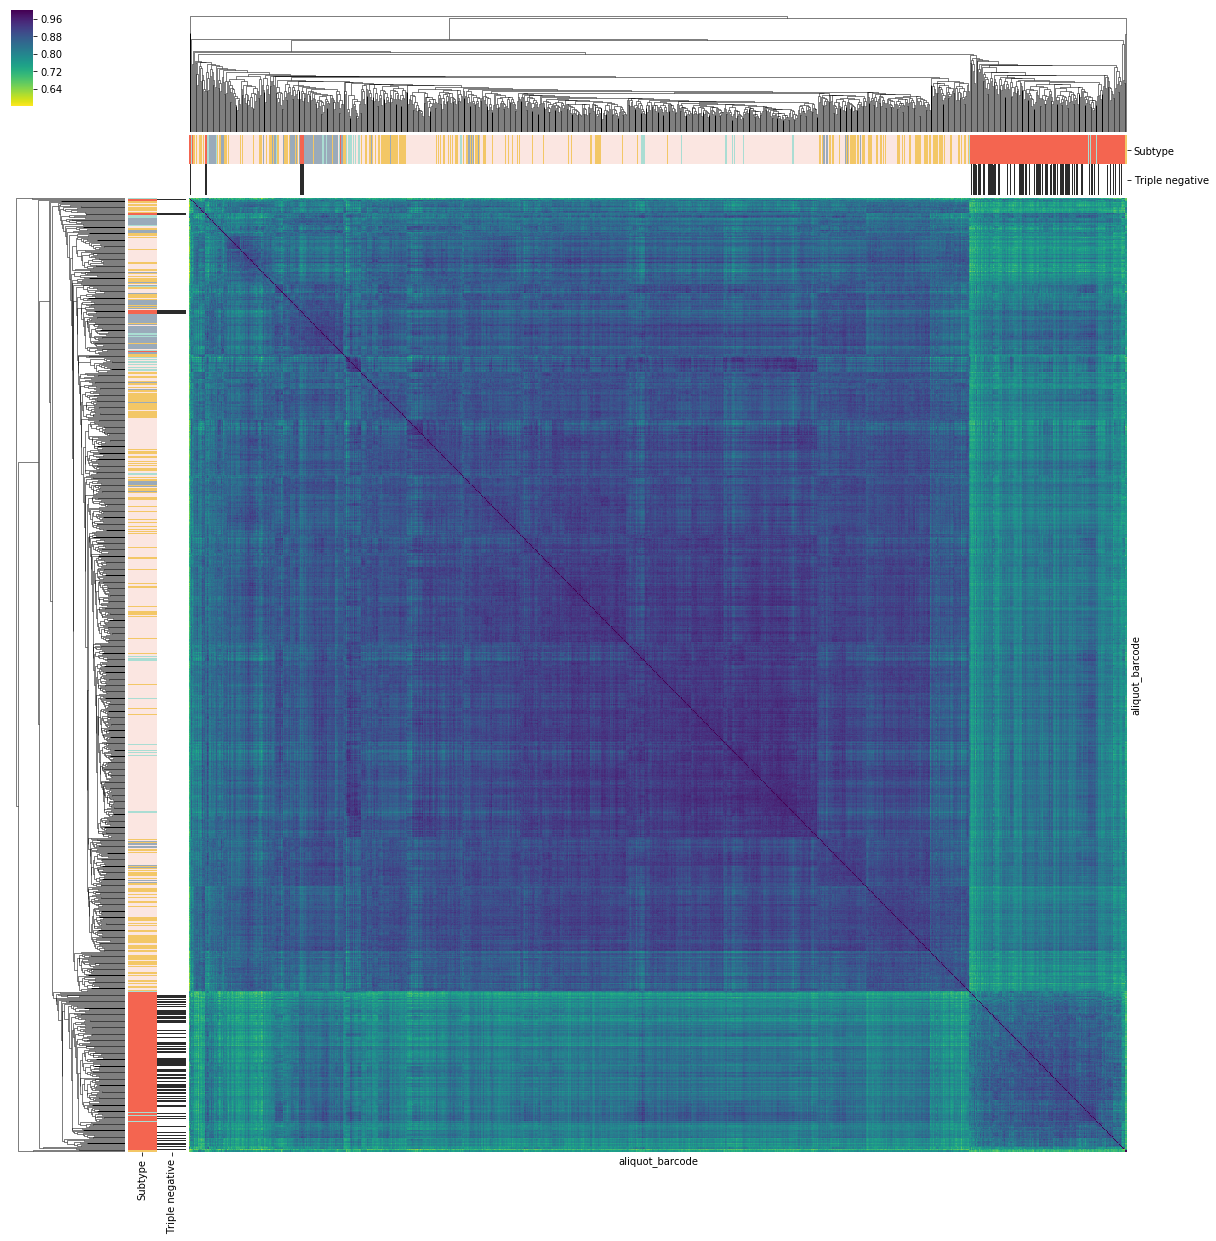 0.96
0.88
0.80
0.72
0.64
Subtype
Triple negative
aliquot_barcode
aliquot_barcode
Subtype
Triple negative